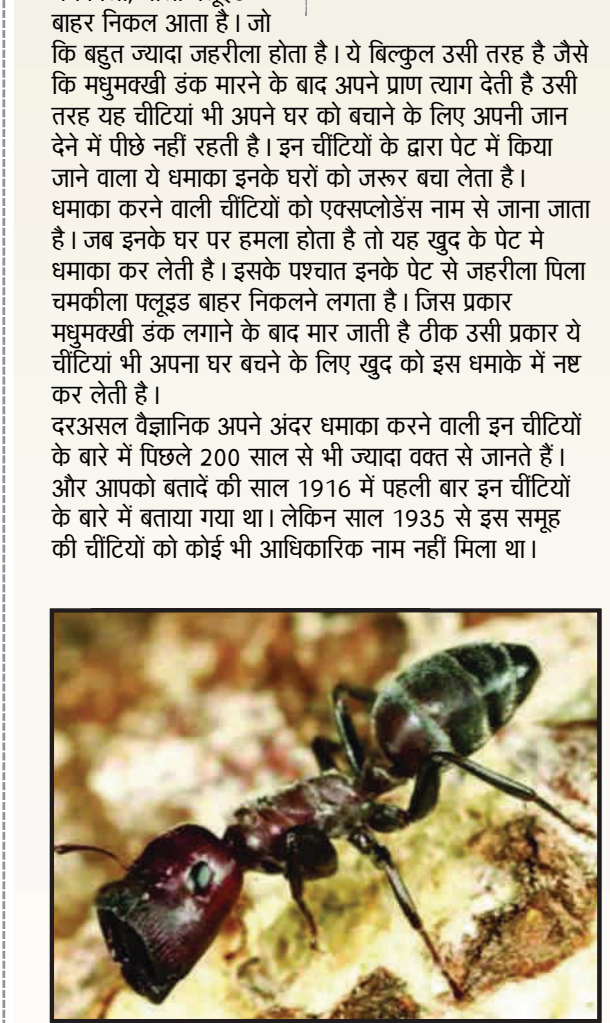 बाहर निकल आता है। जो
कि बहुत ज्यादा जहरीला होता है। ये बिल्कुल उसी तरह है जैसे
कि मधुमक्खी डंक मारने के बाद अपने प्राण त्याग देती है उसी
तरह यह चीटियां भी अपने घर को बचाने के लिए अपनी जान
देने में पीछे नहीं रहती है। इन चींटियों के द्वारा पेट में किया
जाने वाला ये धमाका इनके घरों को जरूर बचा लेता है।
धमाका करने वाली चींटियों को एक्सप्लोडेंस नाम से जाना जाता
है। जब इनके घर पर हमला होता है तो यह खुद के पेट मे
धमाका कर लेती है। इसके पश्चात इनके पेट से जहरीला पिला
चमकीला फ्लूइड बाहर निकलने लगता है। जिस प्रकार
मधुमक्खी डंक लगाने के बाद मार जाती है ठीक उसी प्रकार ये
चींटियां भी अपना घर बचने के लिए खुद को इस धमाके में नष्ट
कर लेती है।
दरअसल वैज्ञानिक अपने अंदर धमाका करने वाली इन चीटियों
के बारे में पिछले 200 साल से भी ज्यादा वक्त से जानते हैं।
और आपको बतादें की साल 1916 में पहली बार इन चींटियों
के बारे में बताया गया था। लेकिन साल 1935 से इस समूह
की चींटियों को कोई भी आधिकारिक नाम नहीं मिला था।